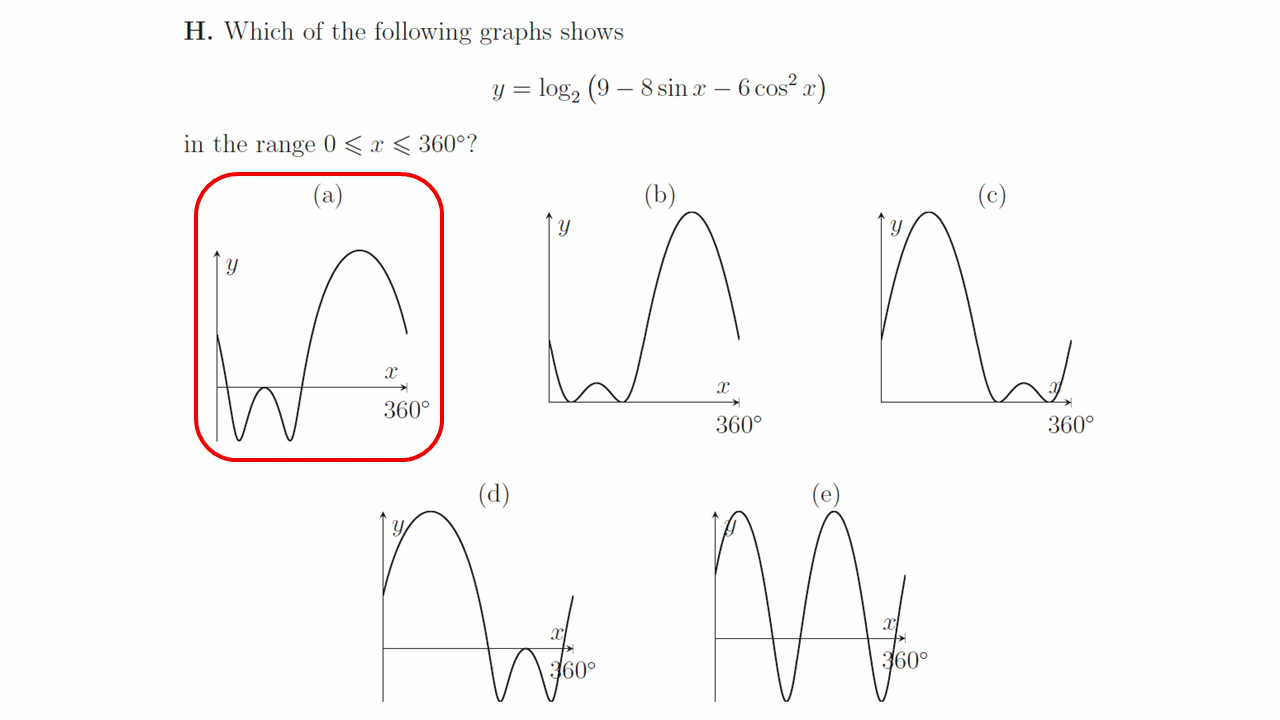 H. Which of the following graphs shows
y = log₂ (9 − 8 sin x − 6 cos² x)
in the range 0 ⩽ x ⩽ 360°?
(a)
(b)
(c)
y
y
y
x
360°
x
360°
x
360°
(d)
(e)
y
y
x
360°
x
360°